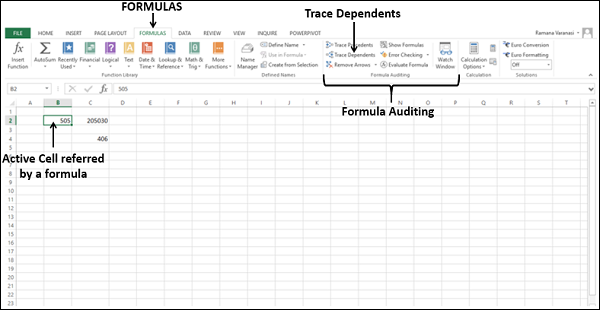 FORMULAS
Trace Dependents
FILE HOME INSERT PAGE LAYOUT FORMULAS DATA REVIEW VIEW INQUIRE POWERPIVOT Ramana Varanasi
Insert Function
AutoSum
Recently Used
Financial
Logical
Text
Date & Time
Lookup & Reference
Math & Trig
More Functions
Function Library
Name Manager
Define Name
Use in Formula
Create from Selection
Defined Names
Trace Precedents
Trace Dependents
Remove Arrows
Show Formulas
Error Checking
Evaluate Formula
Formula Auditing
Watch Window
Calculation Options
Calculation
Euro Conversion
Euro Formatting
Off
Solutions
Formula Auditing
B2 fx 505
A B C D E F G H I J K L M N O P Q R S T
1
2 505 205030
3
4 406
5
Active Cell referred
by a formula
6
7
8
9
10
11
12
13
14
15
16
17
18
19
20
21
22
23